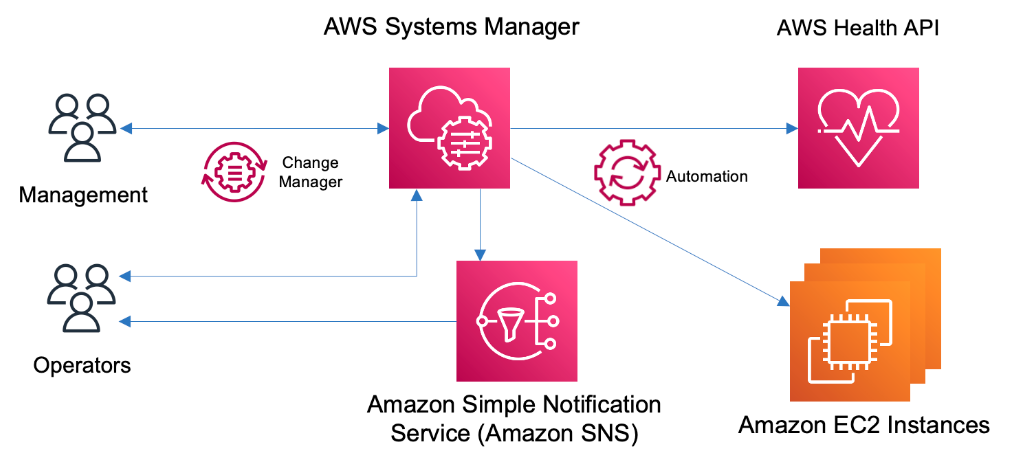 AWS Systems Manager
AWS Health API
Change
Manager
Automation
Management
Operators
Amazon Simple Notification
Service (Amazon SNS)
Amazon EC2 Instances